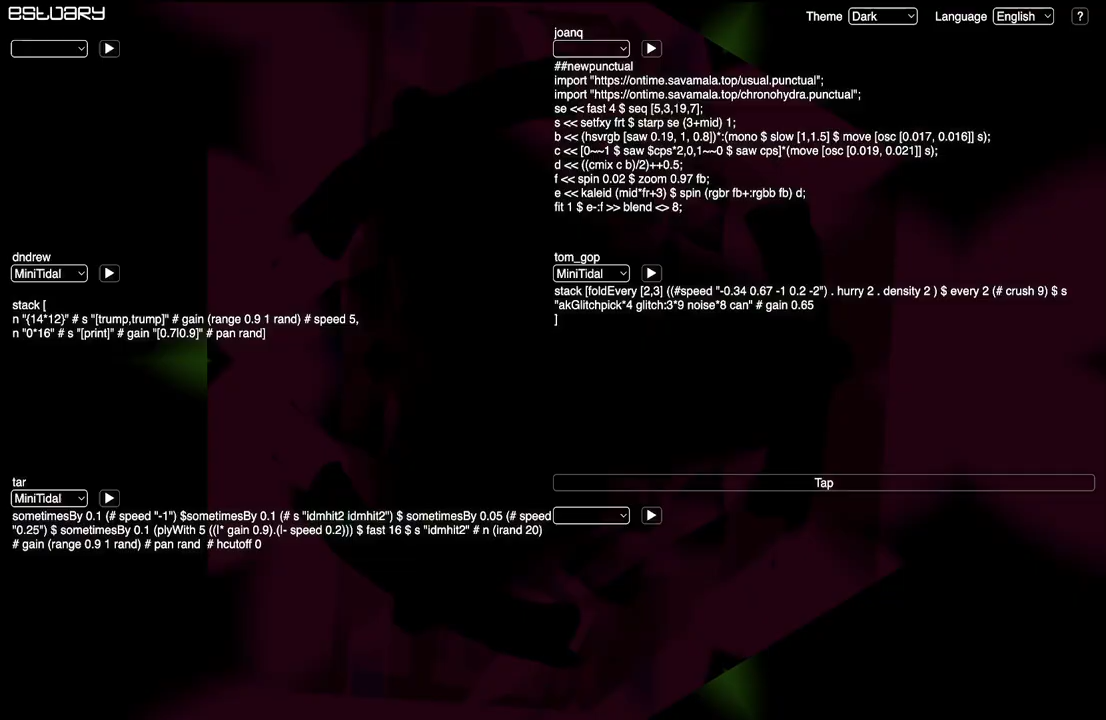 estuary
Theme Dark Language English ?
joanq
##newpunctual
import "https://ontime.savamala.top/usual.punctual";
import "https://ontime.savamala.top/chronohydra.punctual";
se << fast 4 $ seq [5,3,19,7];
s << setfxy frt $ starp se (3+mid) 1;
b << (hsvrgb [saw 0.19, 1, 0.8])*:(mono $ slow [1,1.5] $ move [osc [0.017, 0.016]] s);
c << [0~~1 $ saw $cps*2,0,1~~0 $ saw cps]*(move [osc [0.019, 0.021]] s);
d << ((cmix c b)/2)++0.5;
f << spin 0.02 $ zoom 0.97 fb;
e << kaleid (mid*fr+3) $ spin (rgbr fb+:rgbb fb) d;
fit 1 $ e-:f >> blend <> 8;
dndrew
MiniTidal
stack [
n "{14*12}" # s "[trump,trump]" # gain (range 0.9 1 rand) # speed 5,
n "0*16" # s "[print]" # gain "[0.7|0.9]" # pan rand]
tom_gop
MiniTidal
stack [foldEvery [2,3] ((#speed "-0.34 0.67 -1 0.2 -2") . hurry 2 . density 2 ) $ every 2 (# crush 9) $ s
"akGlitchpick*4 glitch:3*9 noise*8 can" # gain 0.65
]
tar
MiniTidal
sometimesBy 0.1 (# speed "-1") $sometimesBy 0.1 (# s "idmhit2 idmhit2") $ sometimesBy 0.05 (# speed
"0.25") $ sometimesBy 0.1 (plyWith 5 ((|* gain 0.9).(|- speed 0.2))) $ fast 16 $ s "idmhit2" # n (irand 20)
# gain (range 0.9 1 rand) # pan rand # hcutoff 0
Tap